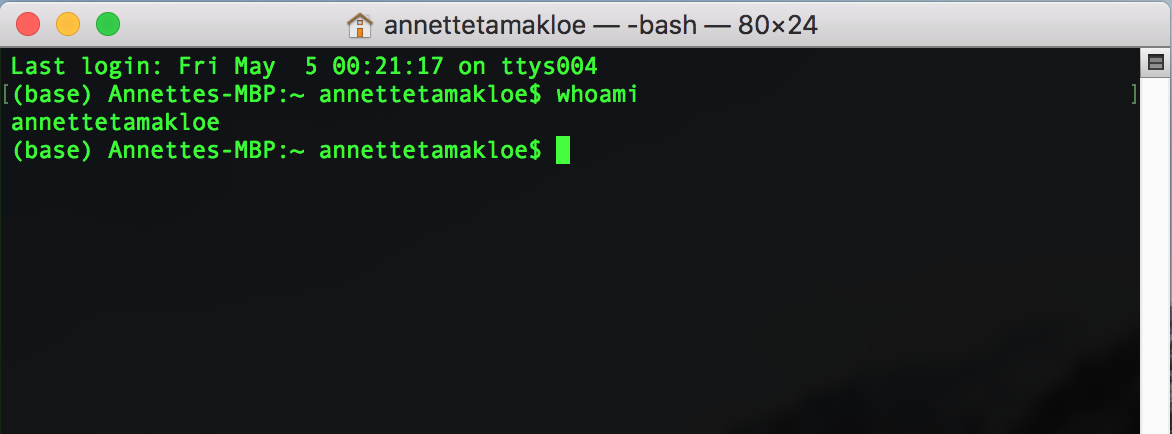 annettetamakloe — -bash — 80×24
Last login: Fri May  5 00:21:17 on ttys004
[(base) Annettes-MBP:~ annettetamakloe$ whoami ]
annettetamakloe
(base) Annettes-MBP:~ annettetamakloe$